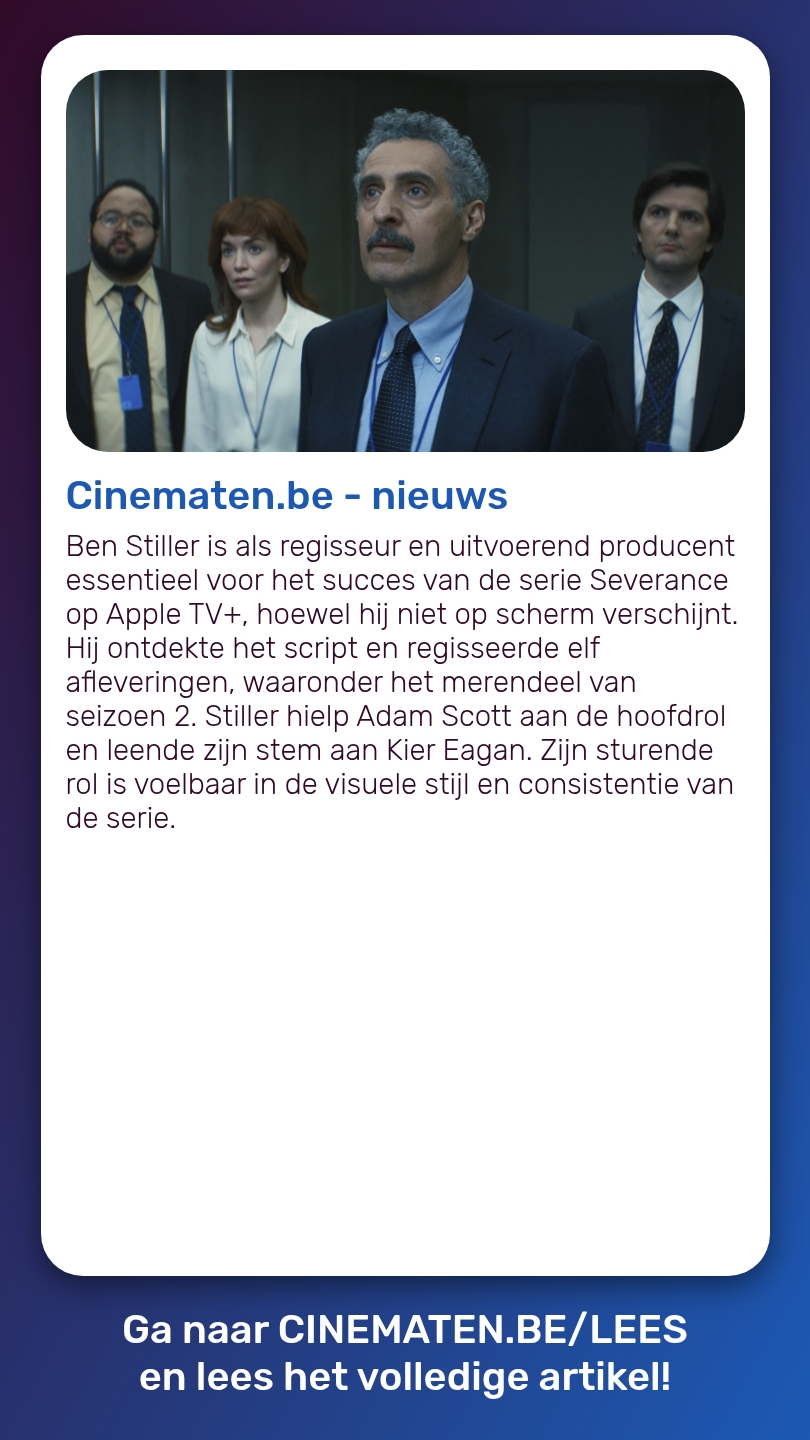 Cinematen.be - nieuws
Ben Stiller is als regisseur en uitvoerend producent
essentieel voor het succes van de serie Severance
op Apple TV+, hoewel hij niet op scherm verschijnt.
Hij ontdekte het script en regisseerde elf
afleveringen, waaronder het merendeel van
seizoen 2. Stiller hielp Adam Scott aan de hoofdrol
en leende zijn stem aan Kier Eagan. Zijn sturende
rol is voelbaar in de visuele stijl en consistentie van
de serie.
Ga naar CINEMATEN.BE/LEES
en lees het volledige artikel!